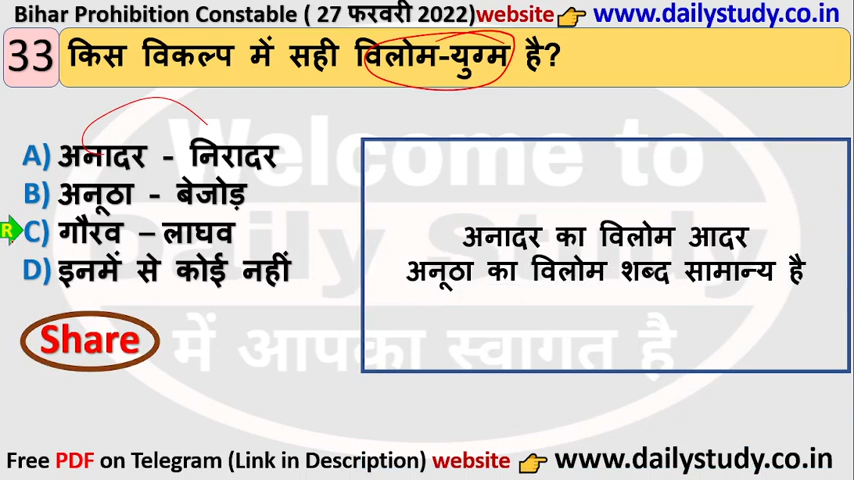 Bihar Prohibition Constable ( 27 फरवरी 2022)website 👉 www.dailystudy.co.in
33 किस विकल्प में सही विलोम-युग्म है?
Welcome to
Daily Study
में आपका स्वागत है
A) अनादर - निरादर
B) अनूठा - बेजोड़
R C) गौरव – लाघव
D) इनमें से कोई नहीं
अनादर का विलोम आदर
अनूठा का विलोम शब्द सामान्य है
Share
Free PDF on Telegram (Link in Description) website 👉 www.dailystudy.co.in